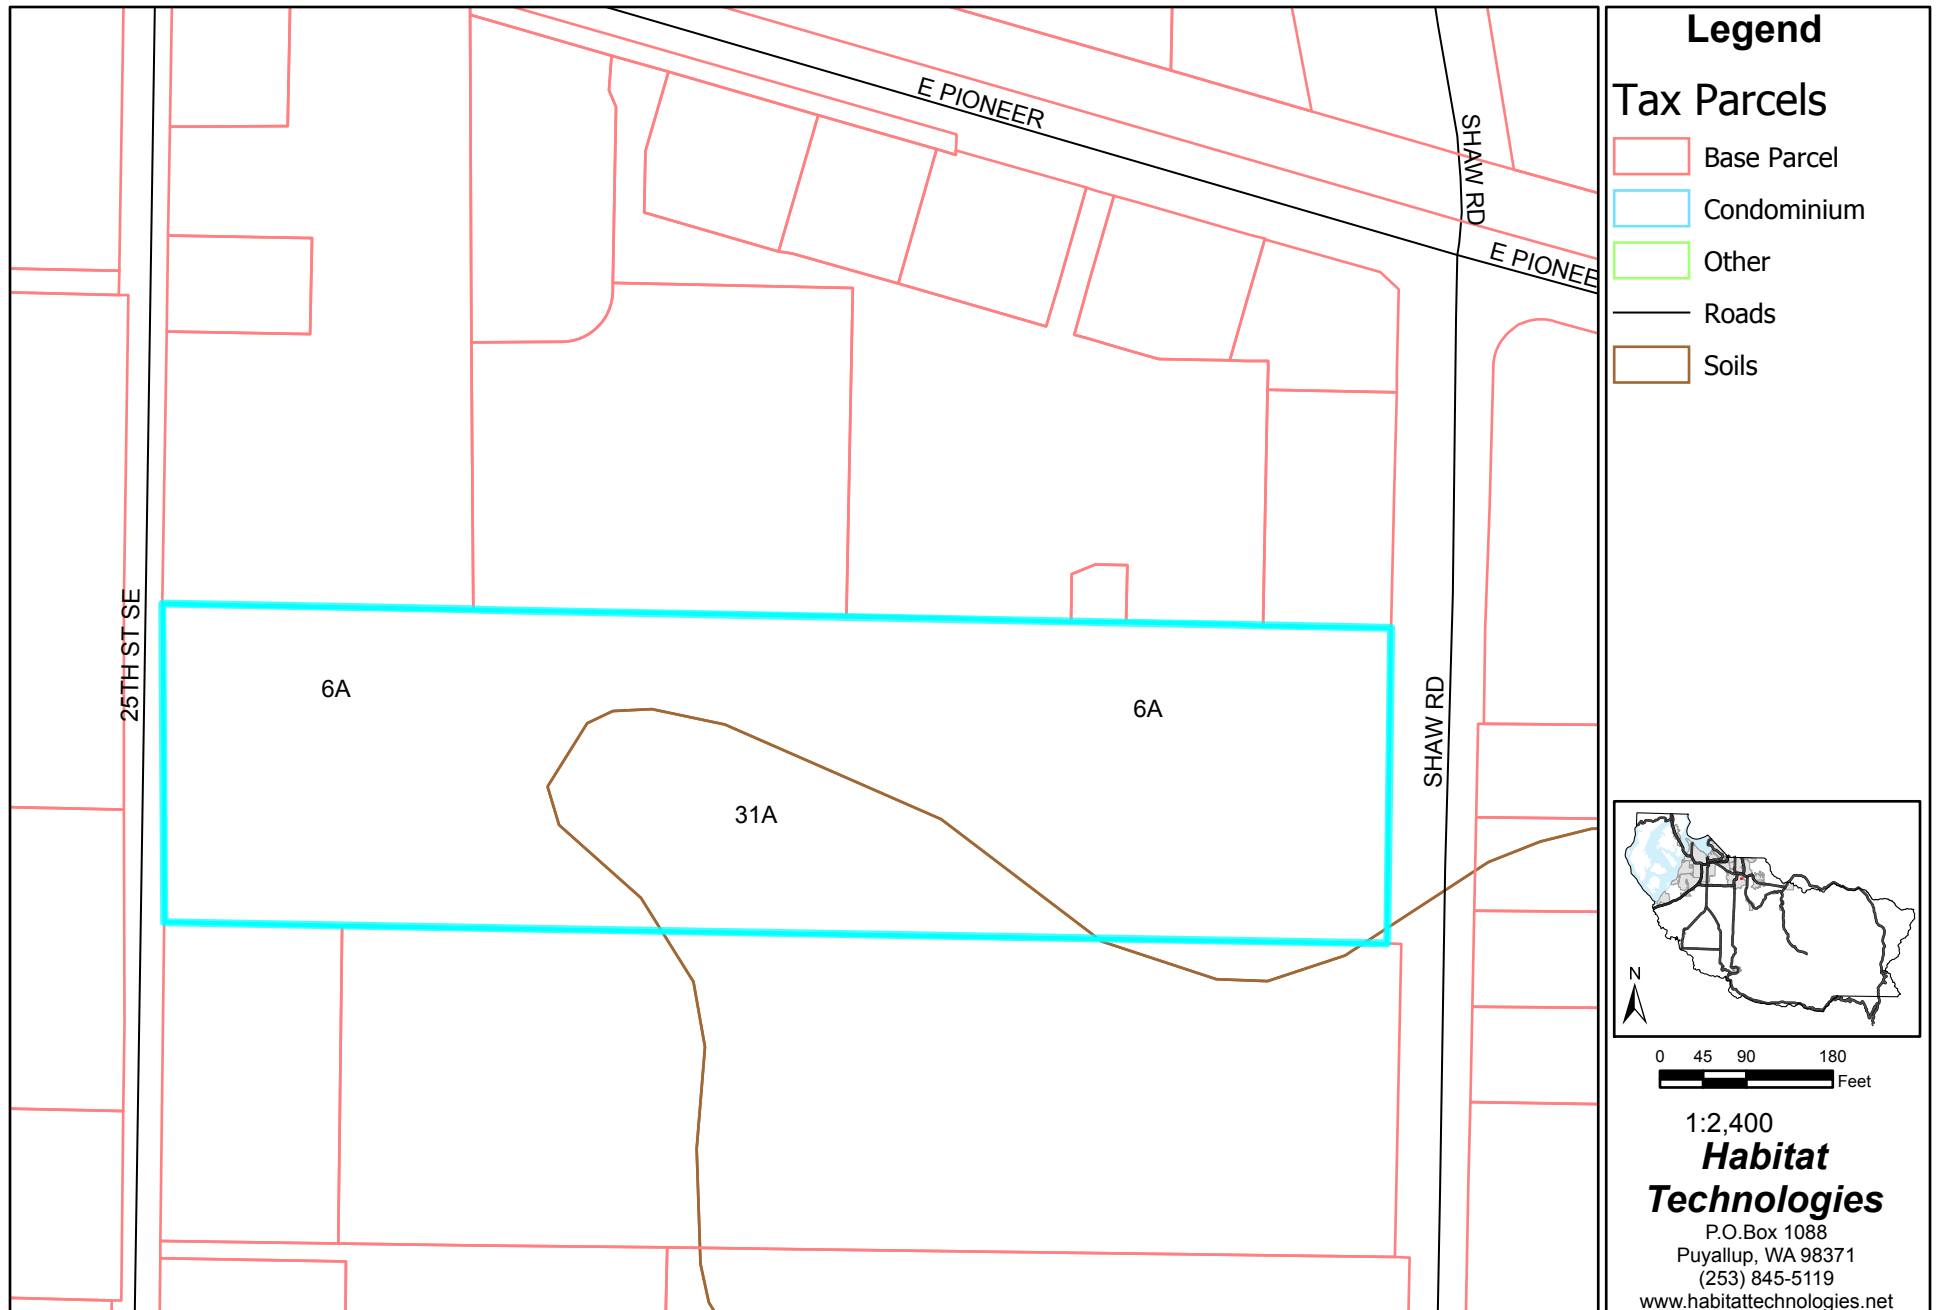 E PIONEER
SHAW RD
E PIONEE
25TH ST SE
6A
6A
SHAW RD
31A
Legend
Tax Parcels
Base Parcel
Condominium
Other
Roads
Soils
N
0 45 90 180
Feet
1:2,400
Habitat
Technologies
P.O.Box 1088
Puyallup, WA 98371
(253) 845-5119
www.habitattechnologies.net